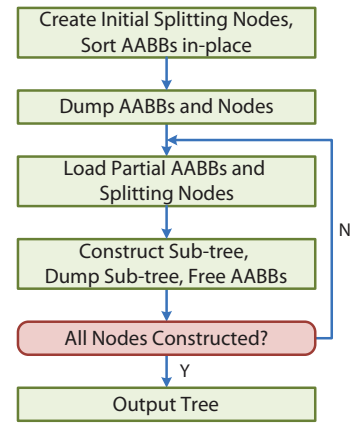 Create Initial Splitting Nodes,
Sort AABBs in-place
Dump AABBs and Nodes
Load Partial AABBs and
Splitting Nodes
N
Construct Sub-tree,
Dump Sub-tree, Free AABBs
All Nodes Constructed?
Y
Output Tree